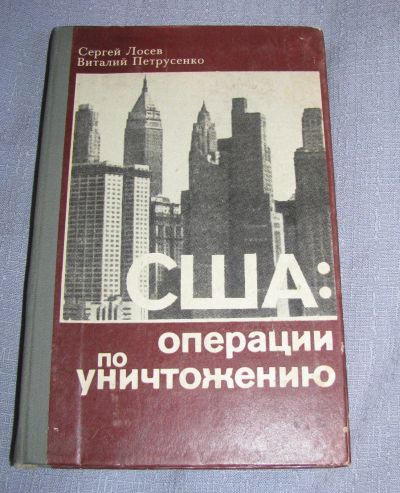 Сергей Лосев
Виталий Петрусенко
США:
операции
по
уничтожению